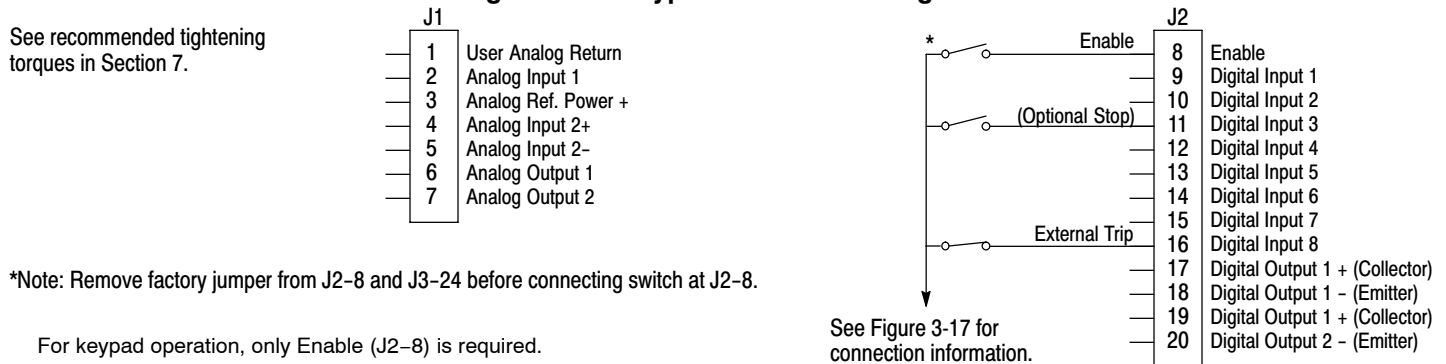 See recommended tightening
torques in Section 7.
J1
1 User Analog Return
2 Analog Input 1
3 Analog Ref. Power +
4 Analog Input 2+
5 Analog Input 2-
6 Analog Output 1
7 Analog Output 2
*Note: Remove factory jumper from J2-8 and J3-24 before connecting switch at J2-8.
For keypad operation, only Enable (J2-8) is required.
J2
* Enable 8 Enable
9 Digital Input 1
10 Digital Input 2
(Optional Stop) 11 Digital Input 3
12 Digital Input 4
13 Digital Input 5
14 Digital Input 6
15 Digital Input 7
External Trip 16 Digital Input 8
17 Digital Output 1 + (Collector)
18 Digital Output 1 - (Emitter)
19 Digital Output 1 + (Collector)
20 Digital Output 2 - (Emitter)
See Figure 3-17 for
connection information.